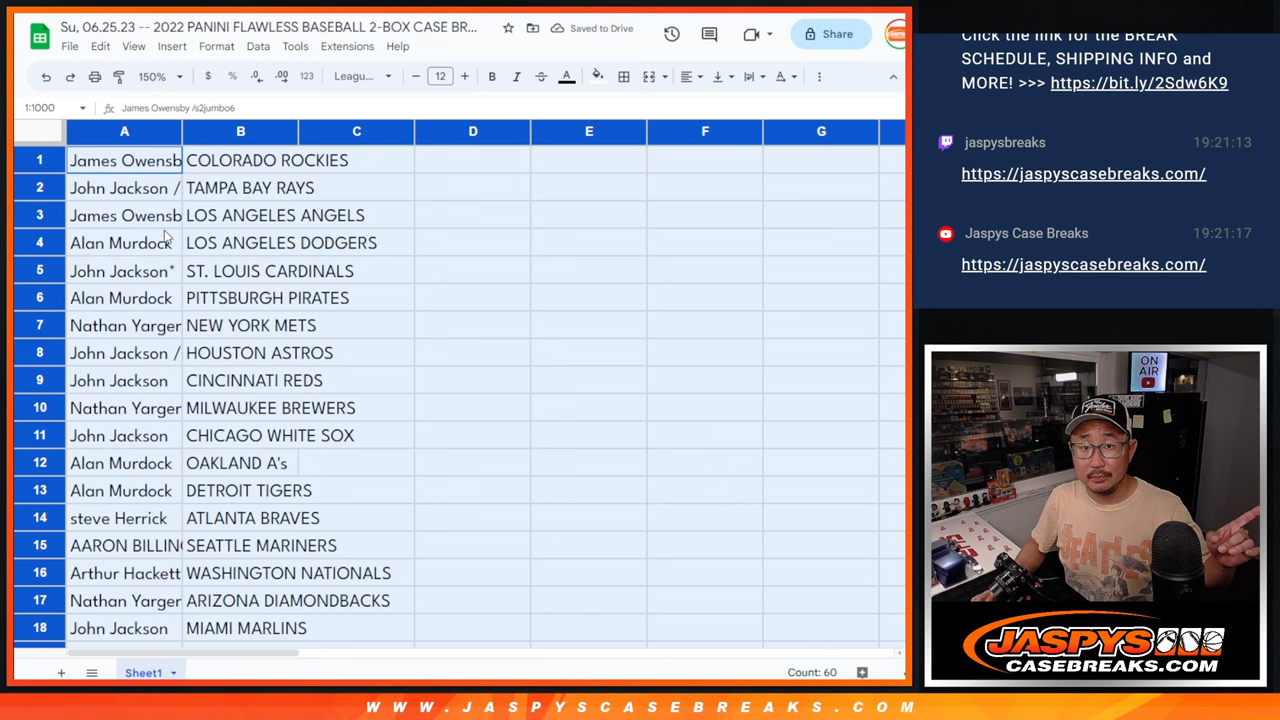 Su, 06.25.23 -- 2022 PANINI FLAWLESS BASEBALL 2-BOX CASE BR...
Saved to Drive
File Edit View Insert Format Data Tools Extensions Help
Share
150% $ % .0 .00 123 Leagu... 12 B I A
1:1000 fx James Owensby /s2jumbo6
A B C D E F G
1 James Owensb COLORADO ROCKIES
2 John Jackson / TAMPA BAY RAYS
3 James Owensb LOS ANGELES ANGELS
4 Alan Murdock LOS ANGELES DODGERS
5 John Jackson* ST. LOUIS CARDINALS
6 Alan Murdock PITTSBURGH PIRATES
7 Nathan Yarger NEW YORK METS
8 John Jackson / HOUSTON ASTROS
9 John Jackson CINCINNATI REDS
10 Nathan Yarger MILWAUKEE BREWERS
11 John Jackson CHICAGO WHITE SOX
12 Alan Murdock OAKLAND A's
13 Alan Murdock DETROIT TIGERS
14 steve Herrick ATLANTA BRAVES
15 AARON BILLING SEATTLE MARINERS
16 Arthur Hackett WASHINGTON NATIONALS
17 Nathan Yarger ARIZONA DIAMONDBACKS
18 John Jackson MIAMI MARLINS
Sheet1
Count: 60
Click the link for the BREAK
SCHEDULE, SHIPPING INFO and
MORE! >>> https://bit.ly/2Sdw6K9
jaspysbreaks 19:21:13
https://jaspyscasebreaks.com/
Jaspys Case Breaks 19:21:17
https://jaspyscasebreaks.com/
ON
AIR
Fender
JASPYS
CASEBREAKS.COM
WWW.JASPYSCASEBREAKS.COM